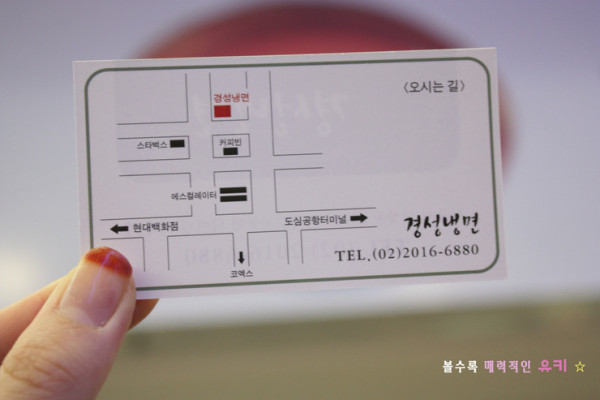 <오시는 길>
경성냉면
스타벅스
커피빈
에스컬레이터
현대백화점
도심공항터미널
코엑스
경성냉면
TEL.(02)2016-6880
볼수록 매력적인 유키 ☆